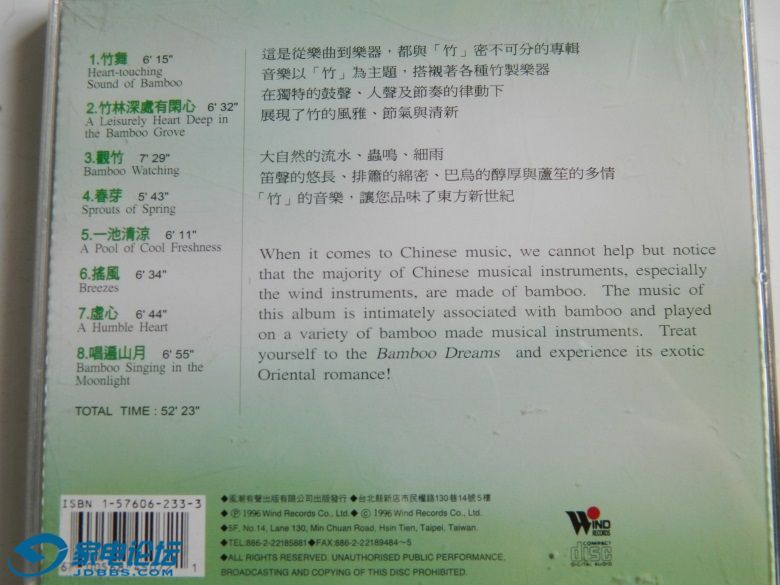 1.竹舞 6' 15"
Heart-touching
Sound of Bamboo
2.竹林深處有閑心 6' 32"
A Leisurely Heart Deep in
the Bamboo Grove
3.觀竹 7' 29"
Bamboo Watching
4.春芽 5' 43"
Sprouts of Spring
5.一池清涼 6' 11"
A Pool of Cool Freshness
6.搖風 6' 34"
Breezes
7.虛心 6' 44"
A Humble Heart
8.唱遍山月 6' 55"
Bamboo Singing in the
Moonlight
TOTAL TIME : 52' 23"
這是從樂曲到樂器，都與「竹」密不可分的專輯
音樂以「竹」為主題，搭襯著各種竹製樂器
在獨特的鼓聲、人聲及節奏的律動下
展現了竹的風雅、節氣與清新
大自然的流水、蟲鳴、細雨
笛聲的悠長、排簫的綿密、巴烏的醇厚與蘆笙的多情
「竹」的音樂，讓您品味了東方新世紀
When it comes to Chinese music, we cannot help but notice
that the majority of Chinese musical instruments, especially
the wind instruments, are made of bamboo. The music of
this album is intimately associated with bamboo and played
on a variety of bamboo made musical instruments. Treat
yourself to the Bamboo Dreams and experience its exotic
Oriental romance!
ISBN 1-57606-233-3
◆風潮有聲出版有限公司出版發行 ◆台北縣新店市民權路130巷14號5樓
◆Ⓟ 1996 Wind Records Co., Ltd. ◆© 1996 Wind Records Co., Ltd.
◆5F, No.14, Lane 130, Min Chuan Road, Hsin Tien, Taipei, Taiwan.
◆TEL:886-2-22185881◆FAX:886-2-22189484~5
◆ALL RIGHTS RESERVED. UNAUTHORISED PUBLIC PERFORMANCE,
BROADCASTING AND COPYING OF THIS DISC PROHIBITED.
WIND
RECORDS
COMPACT
disc
DIGITAL AUDIO
家电论坛
JDBBS.COM